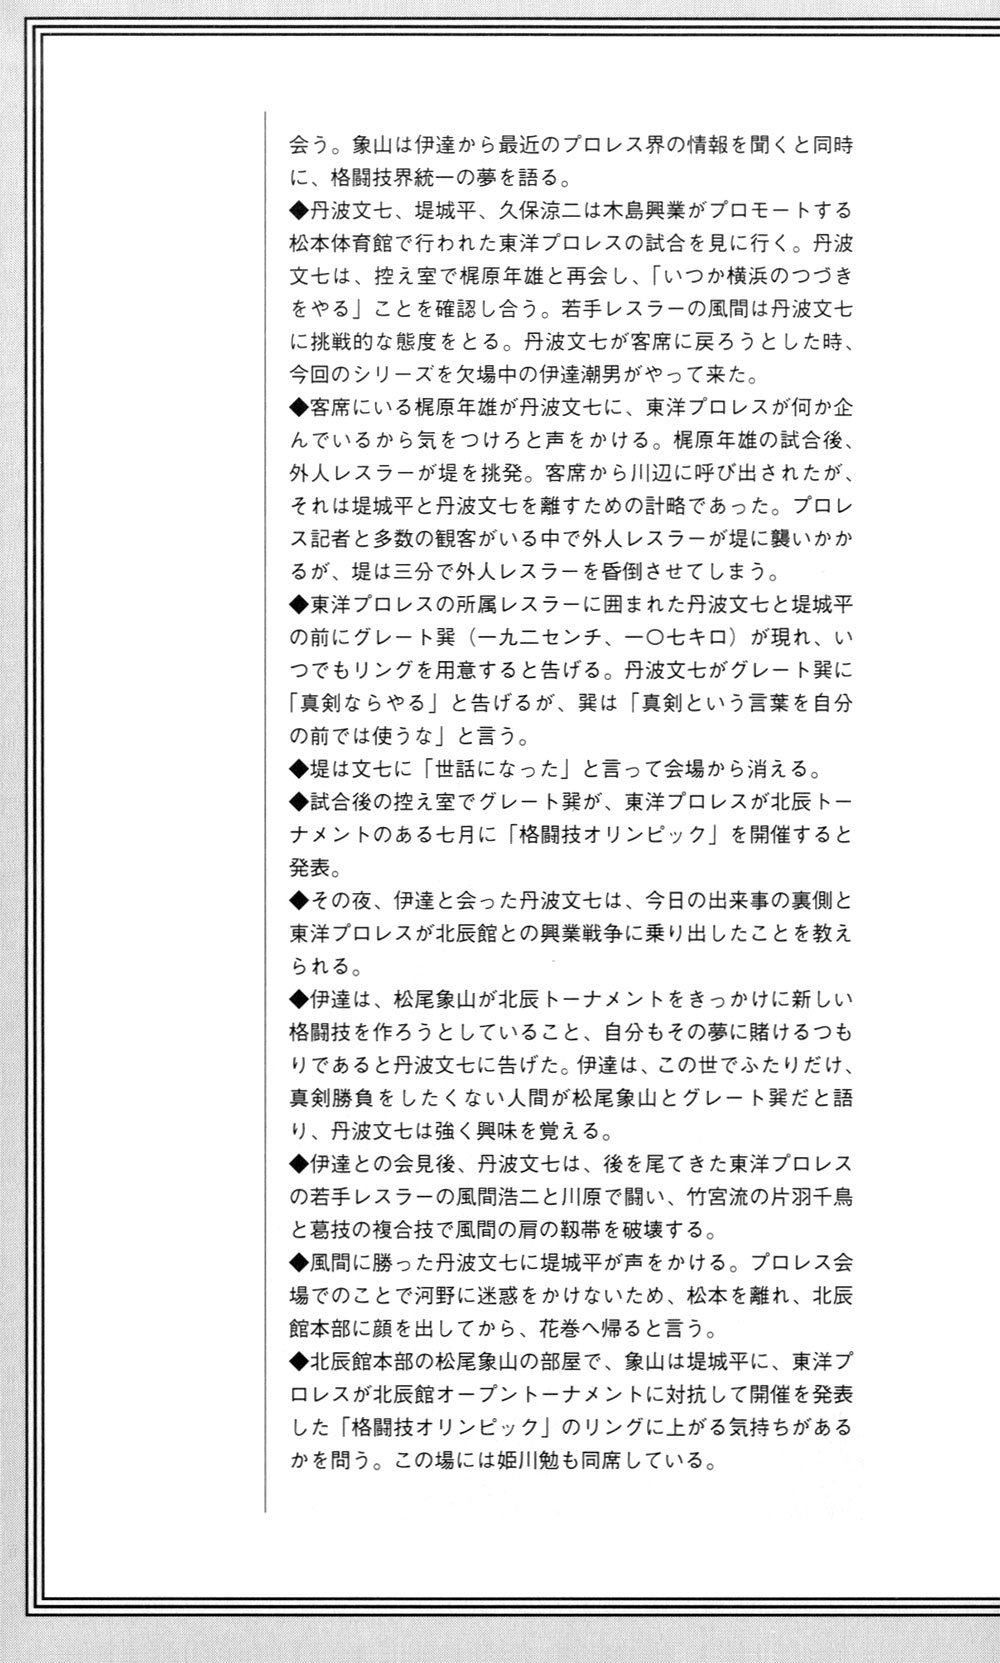 会う。象山は伊達から最近のプロレス界の情報を聞くと同時
に、格闘技界統一の夢を語る。
◆丹波文七、堤城平、久保涼二は木島興業がプロモートする
松本体育館で行われた東洋プロレスの試合を見に行く。丹波
文七は、控え室で梶原年雄と再会し、「いつか横浜のつづき
をやる」ことを確認し合う。若手レスラーの風間は丹波文七
に挑戦的な態度をとる。丹波文七が客席に戻ろうとした時、
今回のシリーズを欠場中の伊達潮男がやって来た。
◆客席にいる梶原年雄が丹波文七に、東洋プロレスが何か企
んでいるから気をつけろと声をかける。梶原年雄の試合後、
外人レスラーが堤を挑発。客席から川辺に呼び出されたが、
それは堤城平と丹波文七を離すための計略であった。プロレ
ス記者と多数の観客がいる中で外人レスラーが堤に襲いかか
るが、堤は三分で外人レスラーを昏倒させてしまう。
◆東洋プロレスの所属レスラーに囲まれた丹波文七と堤城平
の前にグレート巽（一九二センチ、一〇七キロ）が現れ、い
つでもリングを用意すると告げる。丹波文七がグレート巽に
「真剣ならやる」と告げるが、巽は「真剣という言葉を自分
の前では使うな」と言う。
◆堤は文七に「世話になった」と言って会場から消える。
◆試合後の控え室でグレート巽が、東洋プロレスが北辰トー
ナメントのある七月に「格闘技オリンピック」を開催すると
発表。
◆その夜、伊達と会った丹波文七は、今日の出来事の裏側と
東洋プロレスが北辰館との興業戦争に乗り出したことを教え
られる。
◆伊達は、松尾象山が北辰トーナメントをきっかけに新しい
格闘技を作ろうとしていること、自分もその夢に賭けるつも
りであると丹波文七に告げた。伊達は、この世でふたりだけ、
真剣勝負をしたくない人間が松尾象山とグレート巽だと語
り、丹波文七は強く興味を覚える。
◆伊達との会見後、丹波文七は、後を尾てきた東洋プロレス
の若手レスラーの風間浩二と川原で闘い、竹宮流の片羽千鳥
と葛技の複合技で風間の肩の靱帯を破壊する。
◆風間に勝った丹波文七に堤城平が声をかける。プロレス会
場でのことで河野に迷惑をかけないため、松本を離れ、北辰
館本部に顔を出してから、花巻へ帰ると言う。
◆北辰館本部の松尾象山の部屋で、象山は堤城平に、東洋プ
ロレスが北辰館オープントーナメントに対抗して開催を発表
した「格闘技オリンピック」のリングに上がる気持ちがある
かを問う。この場には姫川勉も同席している。